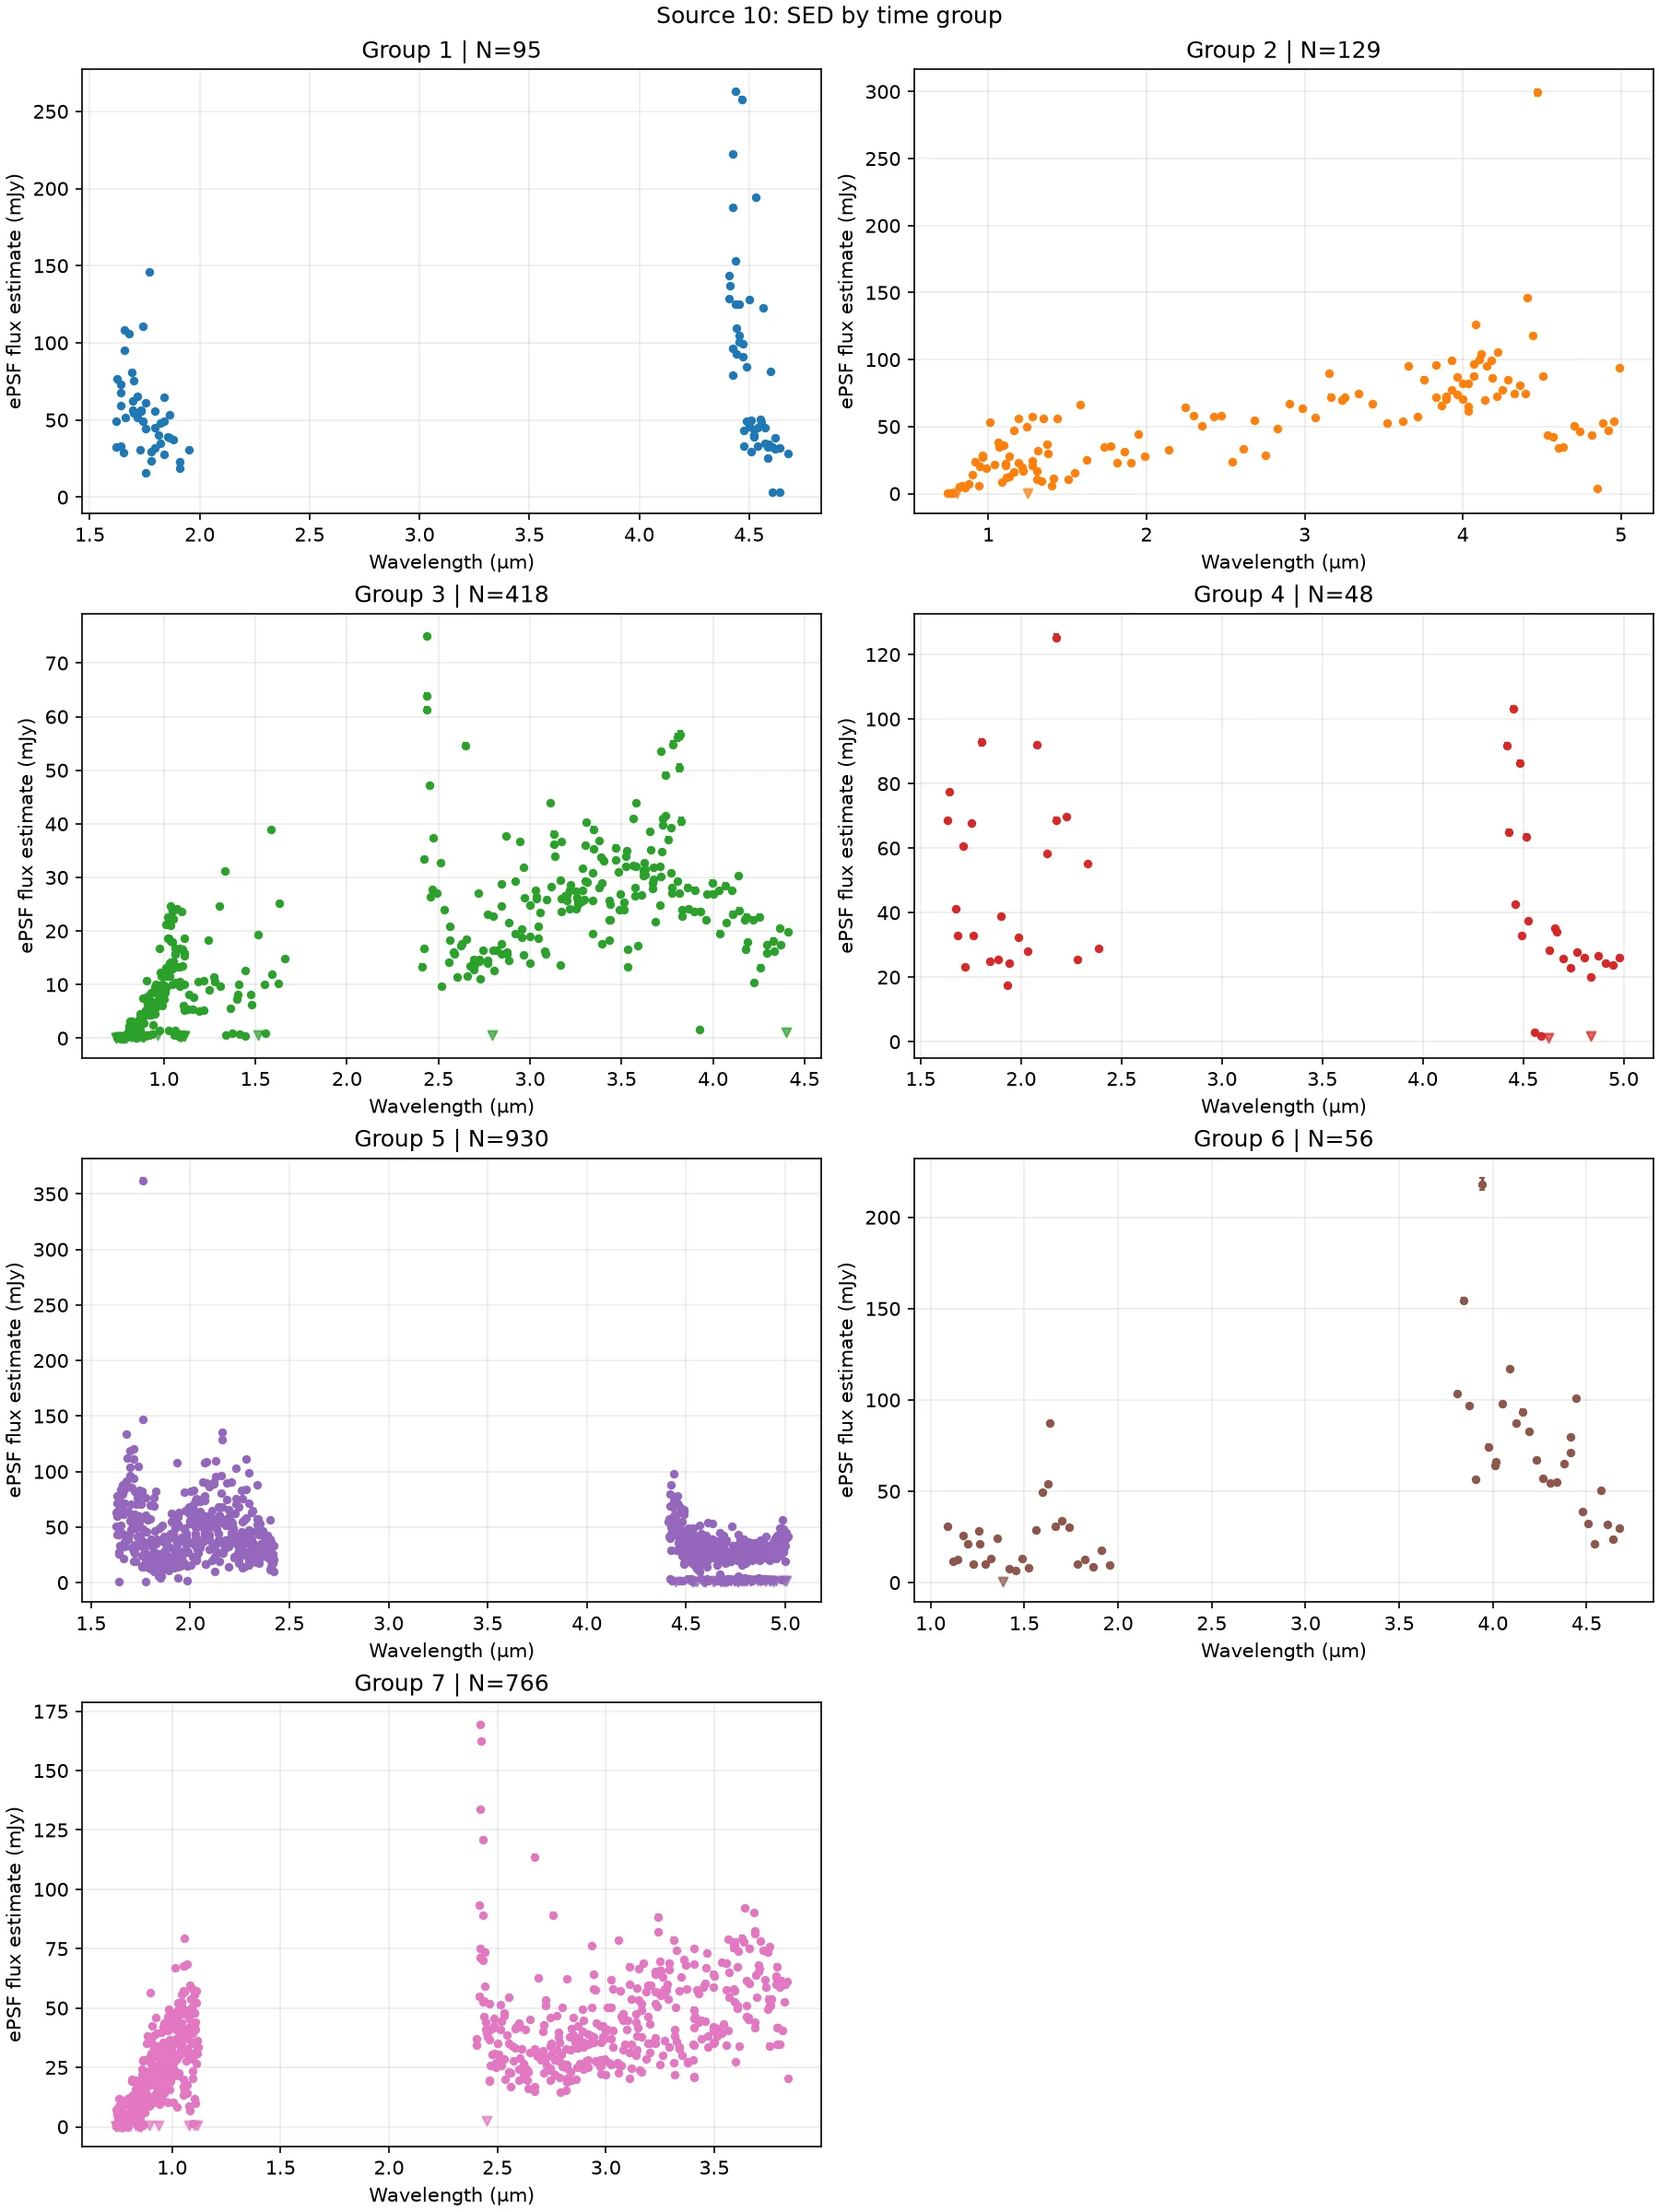 Source 10: SED by time group
Group 1 | N=95
ePSF flux estimate (mJy)
250
200
150
100
50
0
1.5 2.0 2.5 3.0 3.5 4.0 4.5
Wavelength (μm)
Group 2 | N=129
ePSF flux estimate (mJy)
300
250
200
150
100
50
0
1 2 3 4 5
Wavelength (μm)
Group 3 | N=418
ePSF flux estimate (mJy)
70
60
50
40
30
20
10
0
1.0 1.5 2.0 2.5 3.0 3.5 4.0 4.5
Wavelength (μm)
Group 4 | N=48
ePSF flux estimate (mJy)
120
100
80
60
40
20
0
1.5 2.0 2.5 3.0 3.5 4.0 4.5 5.0
Wavelength (μm)
Group 5 | N=930
ePSF flux estimate (mJy)
350
300
250
200
150
100
50
0
1.5 2.0 2.5 3.0 3.5 4.0 4.5 5.0
Wavelength (μm)
Group 6 | N=56
ePSF flux estimate (mJy)
200
150
100
50
0
1.0 1.5 2.0 2.5 3.0 3.5 4.0 4.5
Wavelength (μm)
Group 7 | N=766
ePSF flux estimate (mJy)
175
150
125
100
75
50
25
0
1.0 1.5 2.0 2.5 3.0 3.5
Wavelength (μm)